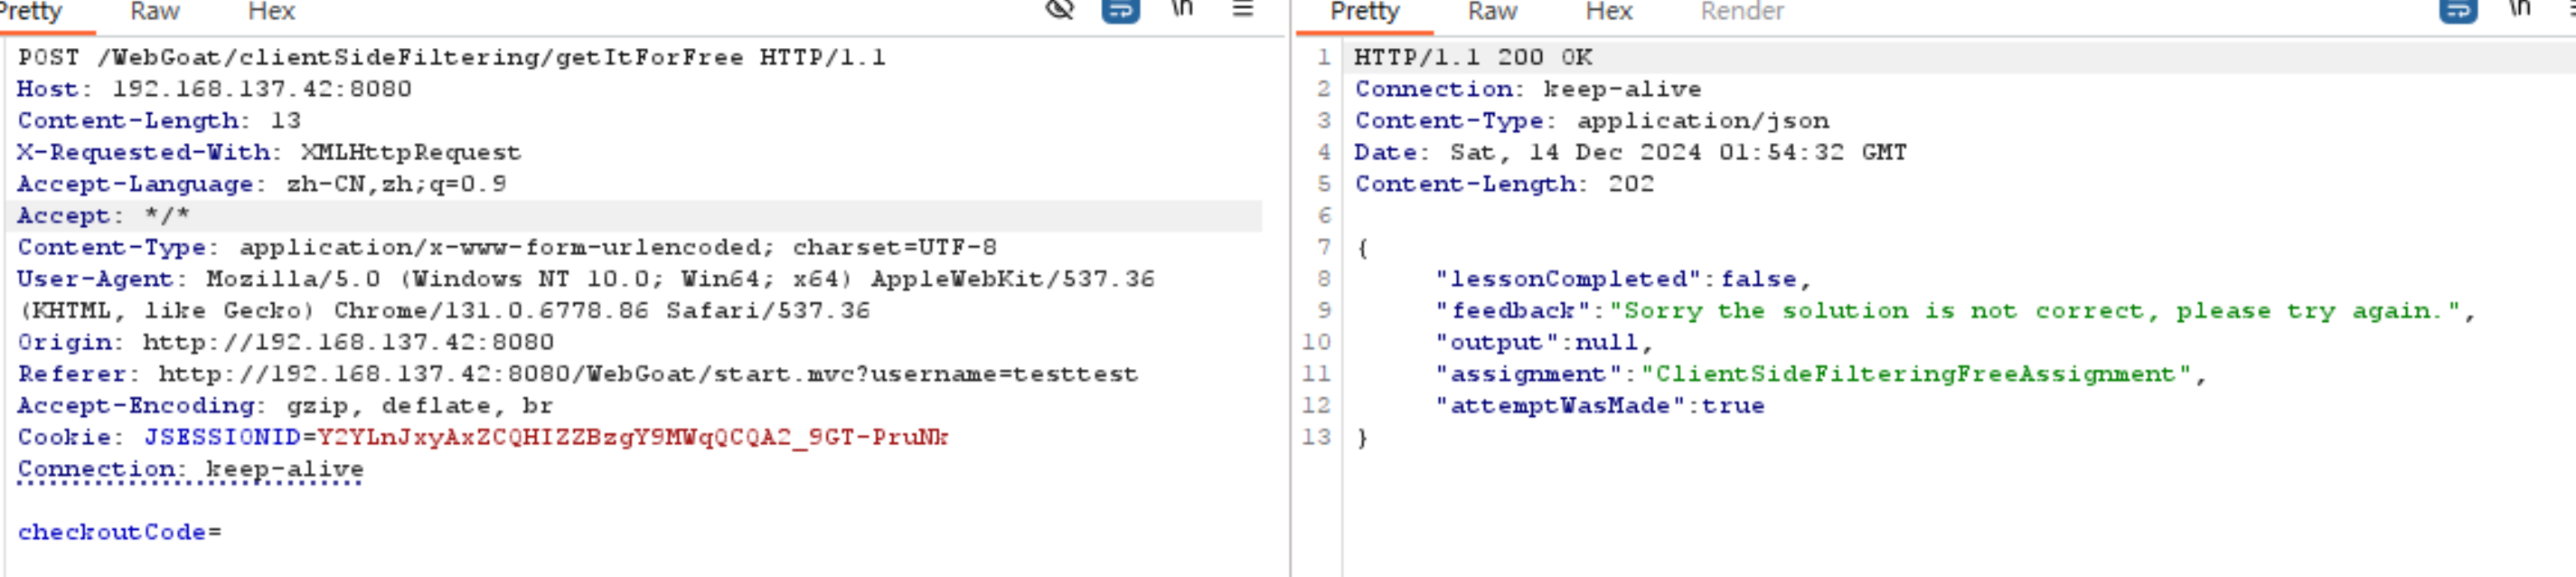 Pretty Raw Hex
\n
POST /WebGoat/clientSideFiltering/getItForFree HTTP/1.1
Host: 192.168.137.42:8080
Content-Length: 13
X-Requested-With: XMLHttpRequest
Accept-Language: zh-CN,zh;q=0.9
Accept: */*
Content-Type: application/x-www-form-urlencoded; charset=UTF-8
User-Agent: Mozilla/5.0 (Windows NT 10.0; Win64; x64) AppleWebKit/537.36
(KHTML, like Gecko) Chrome/131.0.6778.86 Safari/537.36
Origin: http://192.168.137.42:8080
Referer: http://192.168.137.42:8080/WebGoat/start.mvc?username=testtest
Accept-Encoding: gzip, deflate, br
Cookie: JSESSIONID=Y2YLnJxyAxZCQHIZZBzgY9MWqQCQA2_9GT-PruNk
Connection: keep-alive
checkoutCode=
Pretty Raw Hex Render
\n
1 HTTP/1.1 200 OK
2 Connection: keep-alive
3 Content-Type: application/json
4 Date: Sat, 14 Dec 2024 01:54:32 GMT
5 Content-Length: 202
6
7 {
8 "lessonCompleted":false,
9 "feedback":"Sorry the solution is not correct, please try again.",
10 "output":null,
11 "assignment":"ClientSideFilteringFreeAssignment",
12 "attemptWasMade":true
13 }